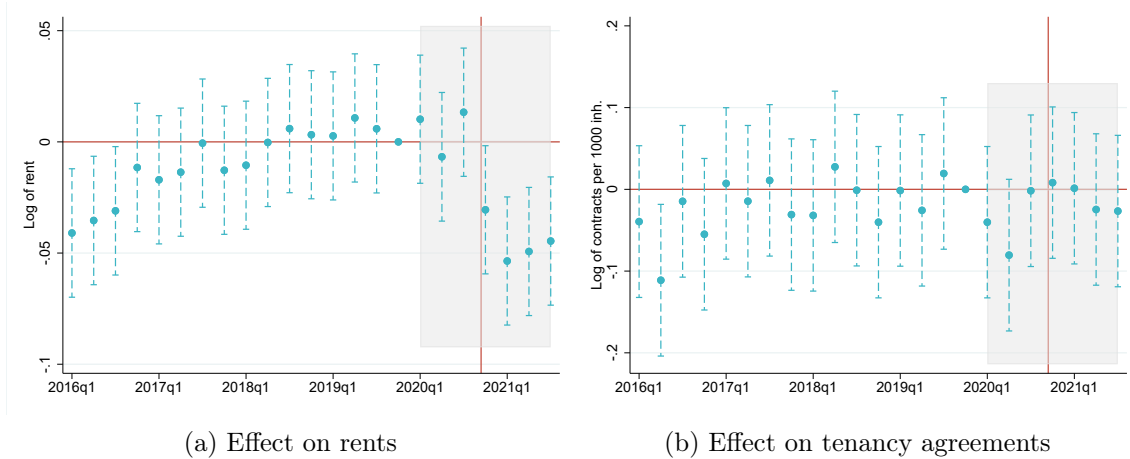 Log of rent
.05
0
-.05
-.1
2016q1 2017q1 2018q1 2019q1 2020q1 2021q1
(a) Effect on rents
Log of contracts per 1000 inh.
.2
.1
0
-.1
-.2
2016q1 2017q1 2018q1 2019q1 2020q1 2021q1
(b) Effect on tenancy agreements